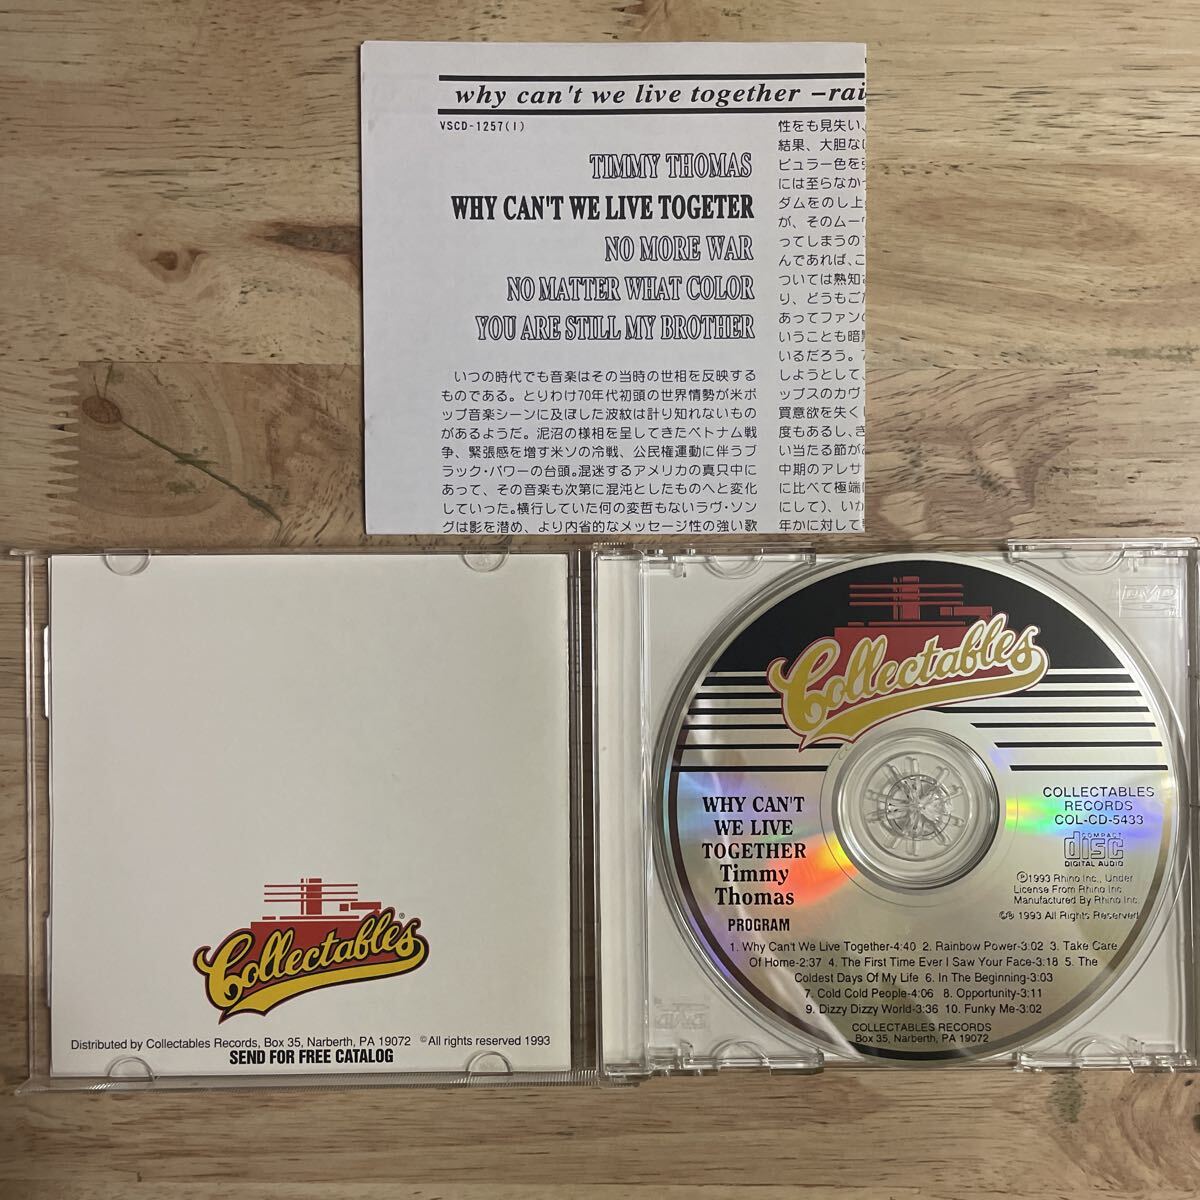 why can't we live together –rai
VSCD-1257(I)
TIMMY THOMAS
WHY CAN'T WE LIVE TOGETER
NO MORE WAR
NO MATTER WHAT COLOR
YOU ARE STILL MY BROTHER
いつの時代でも音楽はその当時の世相を反映する
ものである。とりわけ70年代初頭の世界情勢が米ポ
ップ音楽シーンに及ぼした波紋は計り知れないもの
があるようだ。泥沼の様相を呈してきたベトナム戦
争、緊張感を増す米ソの冷戦、公民権運動に伴うブ
ラック・パワーの台頭。混迷するアメリカの真只中に
あって、その音楽も次第に混沌としたものへと変化
していった。横行していた何の変哲もないラヴ・ソン
グは影を潜め、より内省的なメッセージ性の強い歌
性をも見失い、
結果、大胆な
ピュラー色を
には至らなか
ダムをのし上
が、そのムー
ってしまうの
んであれば、こ
ついては熟知
り、どうもご
あってファンの
いうことも暗
いるだろう。
しようとして、
ップスのカヴ
買意欲を失く
度もあるし、き
い当たる節が
中期のアレサ
に比べて極端
にして)、いか
年かに対して
Collectables®
Distributed by Collectables Records, Box 35, Narberth, PA 19072 ©All rights reserved 1993
SEND FOR FREE CATALOG
DVD
Collectables
WHY CAN'T
WE LIVE
TOGETHER
Timmy
Thomas
PROGRAM
COLLECTABLES
RECORDS
COL-CD-5433
COMPACT
disc
DIGITAL AUDIO
Ⓟ1993 Rhino Inc., Under
License From Rhino Inc.
Manufactured By Rhino Inc.
©® 1993 All Rights Reserved
1. Why Can't We Live Together-4:40 2. Rainbow Power-3:02 3. Take Care
Of Home-2:37 4. The First Time Ever I Saw Your Face-3:18 5. The
Coldest Days Of My Life 6. In The Beginning-3:03
7. Cold Cold People-4:06 8. Opportunity-3:11
9. Dizzy Dizzy World-3:36 10. Funky Me-3:02
COLLECTABLES RECORDS
Box 35, Narberth, PA 19072